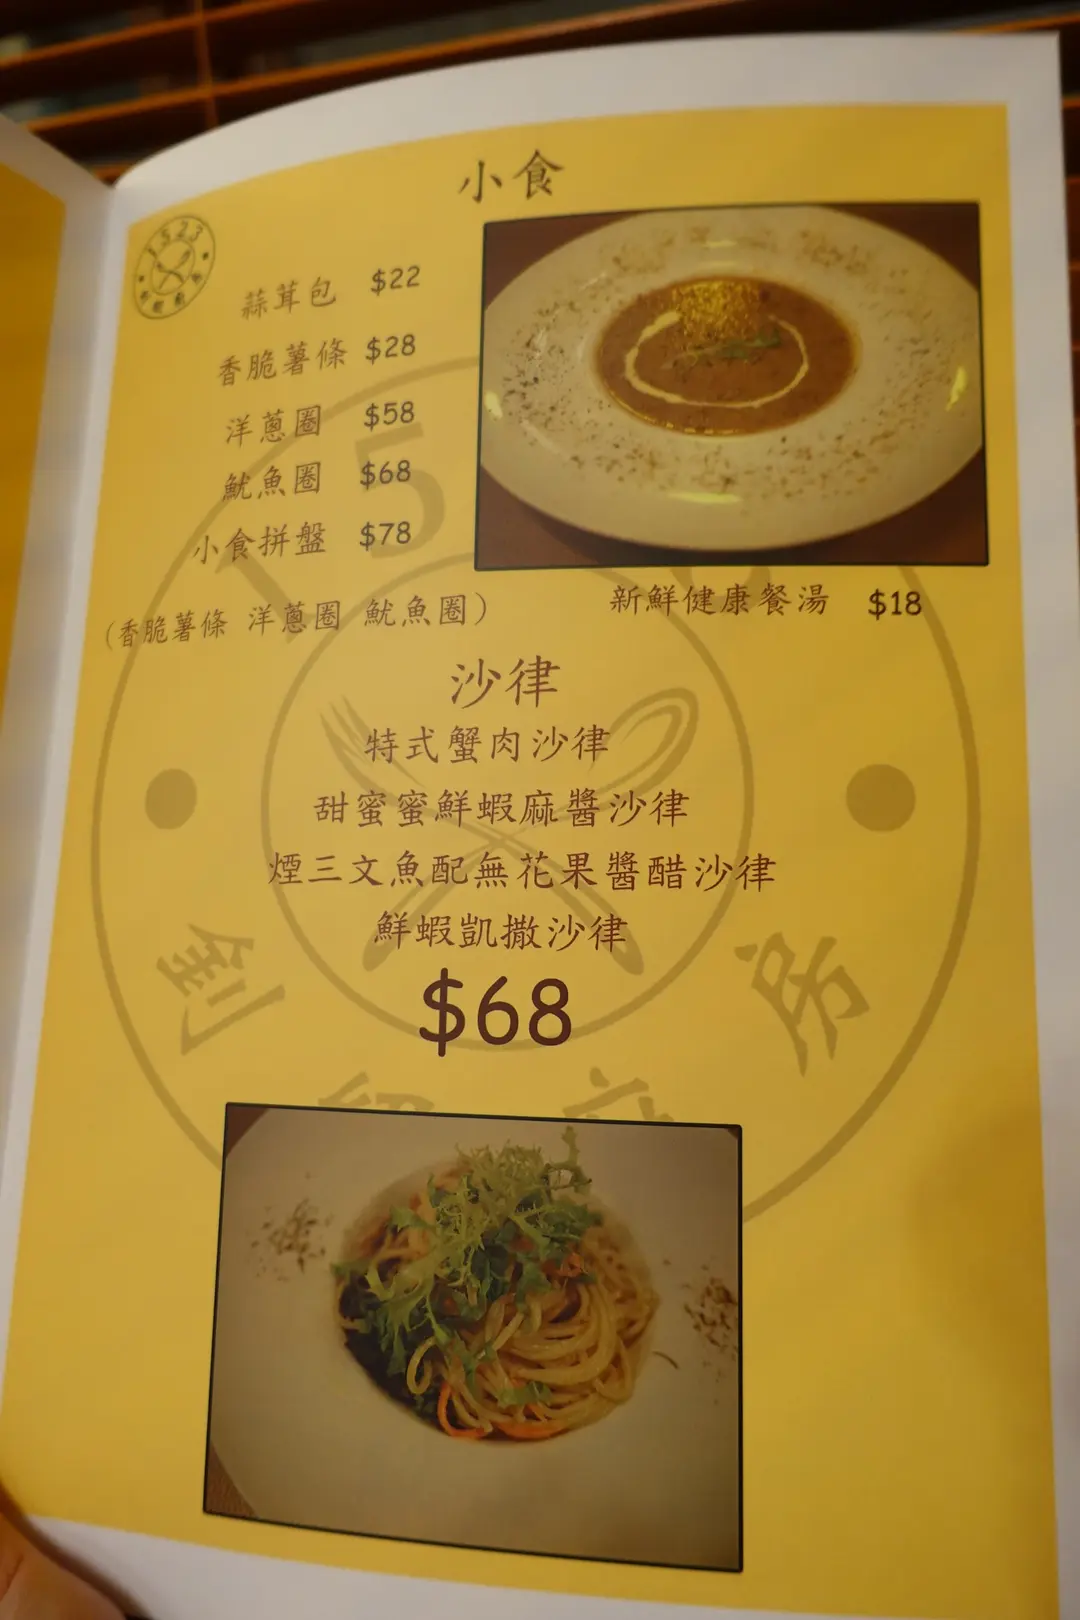 小食
1523
蒜茸包 $22
香脆薯條 $28
洋蔥圈 $58
魷魚圈 $68
小食拼盤 $78
(香脆薯條 洋蔥圈 魷魚圈)
新鮮健康餐湯 $18
沙律
特式蟹肉沙律
甜蜜蜜鮮蝦麻醬沙律
煙三文魚配無花果醬醋沙律
鮮蝦凱撒沙律
$68